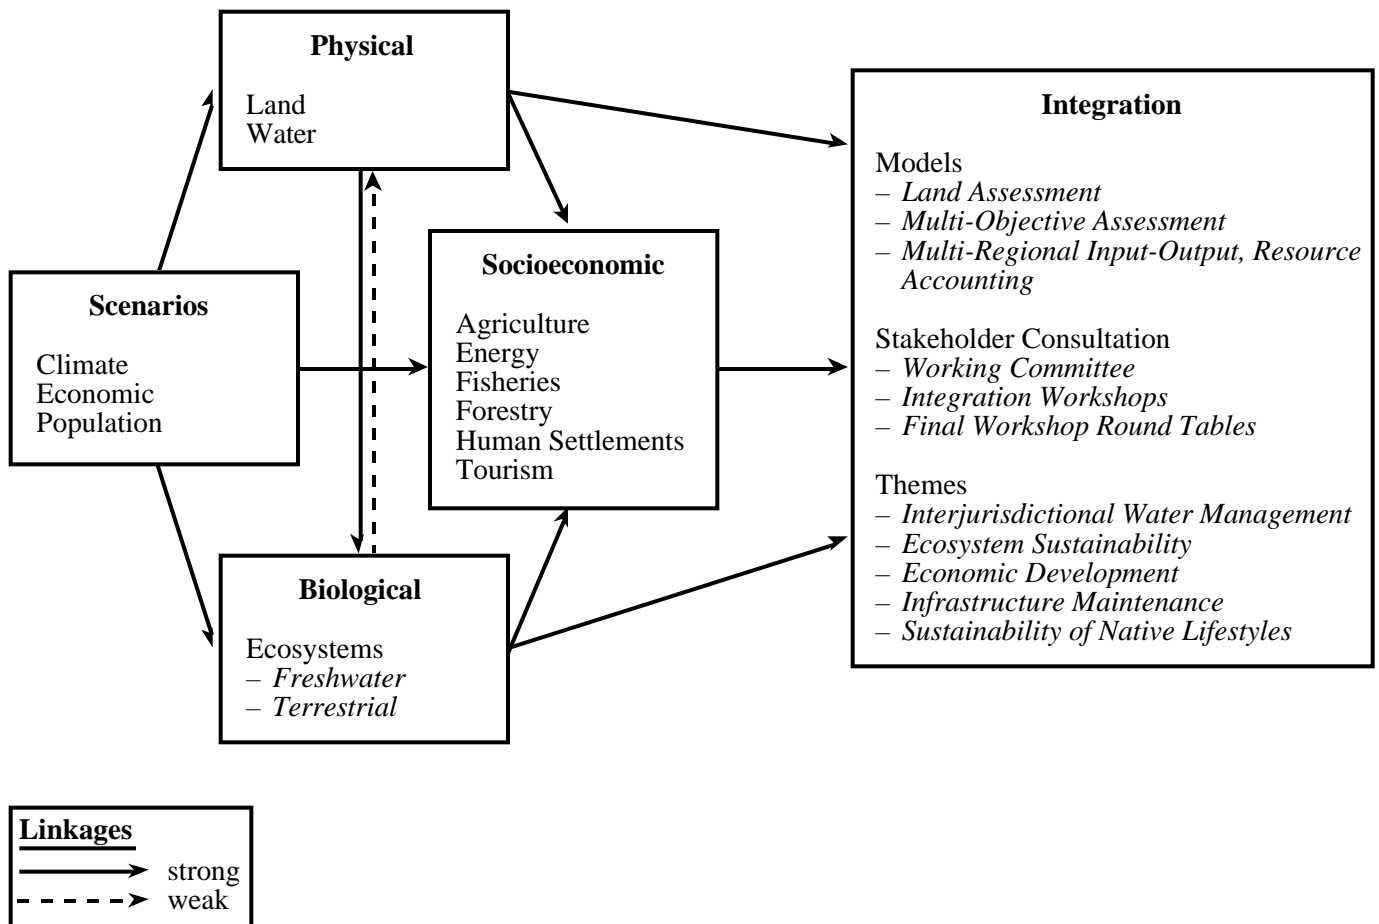 Physical
Land
Water
Scenarios
Climate
Economic
Population
Socioeconomic
Agriculture
Energy
Fisheries
Forestry
Human Settlements
Tourism
Biological
Ecosystems
– Freshwater
– Terrestrial
Integration
Models
– Land Assessment
– Multi-Objective Assessment
– Multi-Regional Input-Output, Resource
Accounting
Stakeholder Consultation
– Working Committee
– Integration Workshops
– Final Workshop Round Tables
Themes
– Interjurisdictional Water Management
– Ecosystem Sustainability
– Economic Development
– Infrastructure Maintenance
– Sustainability of Native Lifestyles
Linkages
strong
weak